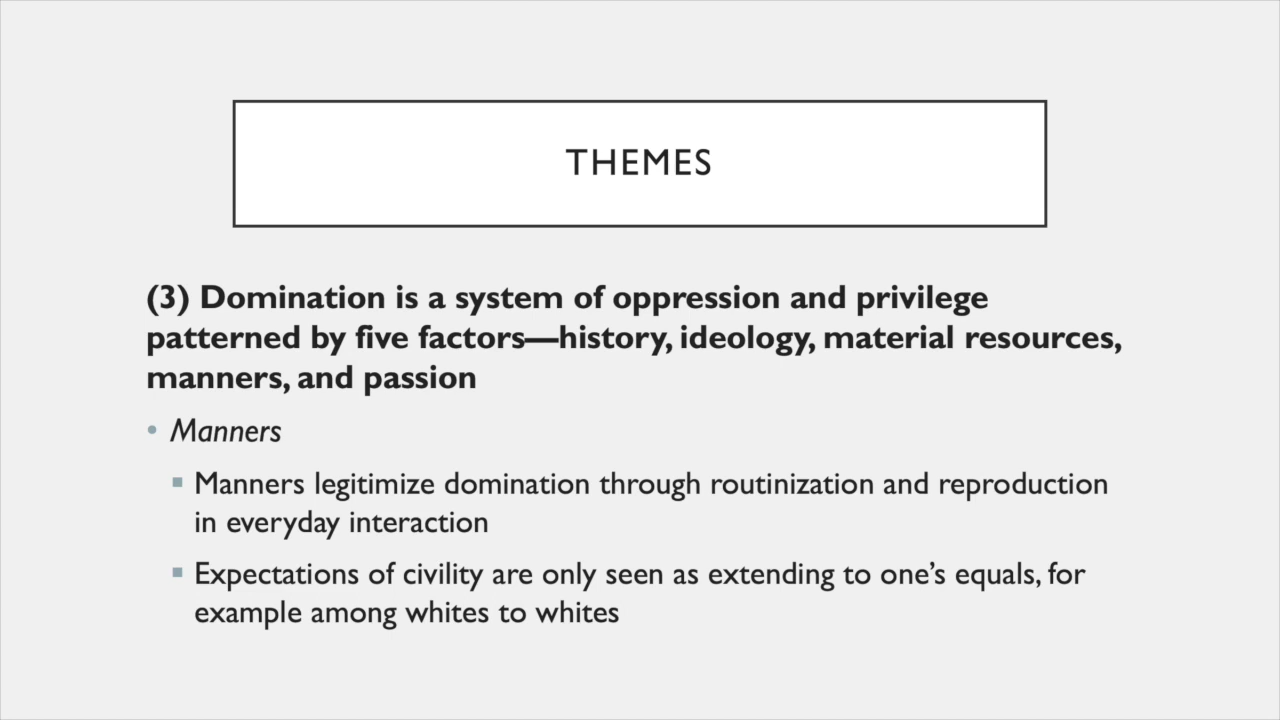 THEMES
(3) Domination is a system of oppression and privilege
patterned by five factors—history, ideology, material resources,
manners, and passion
• Manners
▪ Manners legitimize domination through routinization and reproduction
in everyday interaction
▪ Expectations of civility are only seen as extending to one’s equals, for
example among whites to whites